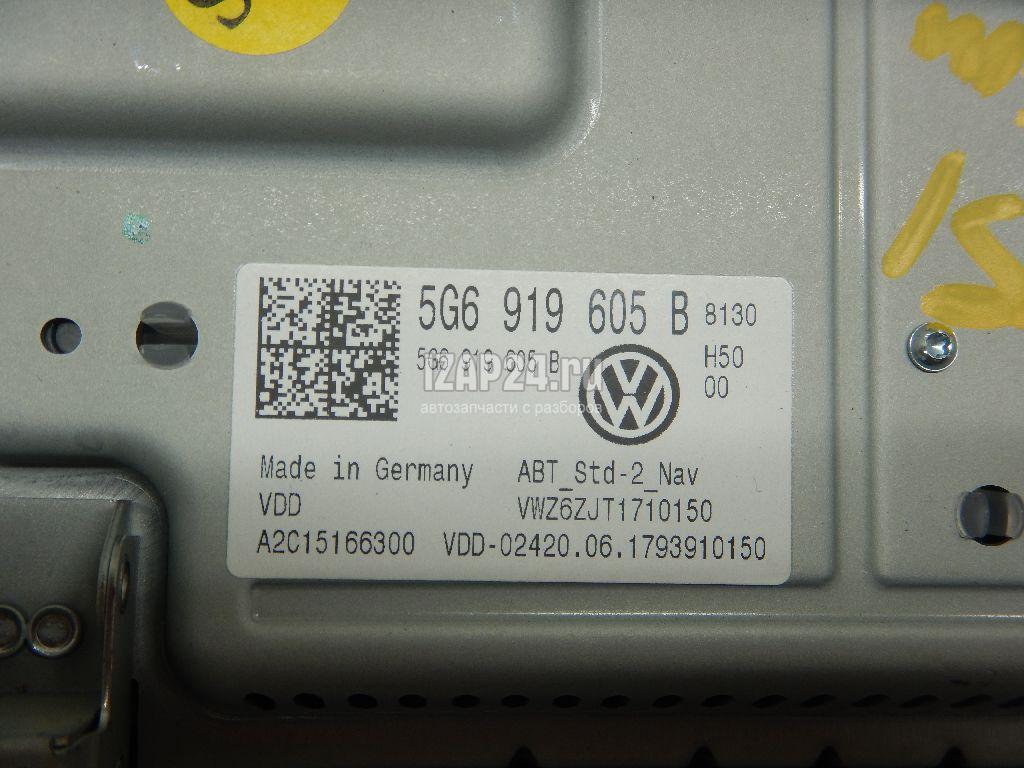 5G6 919 605 B 8130
5G6 919 605 B
H50
00
1ZAP24.ru
автозапчасти с разборов
Made in Germany
ABT_Std-2_Nav
VDD
VWZ6ZJT1710150
A2C15166300 VDD-02420.06.1793910150